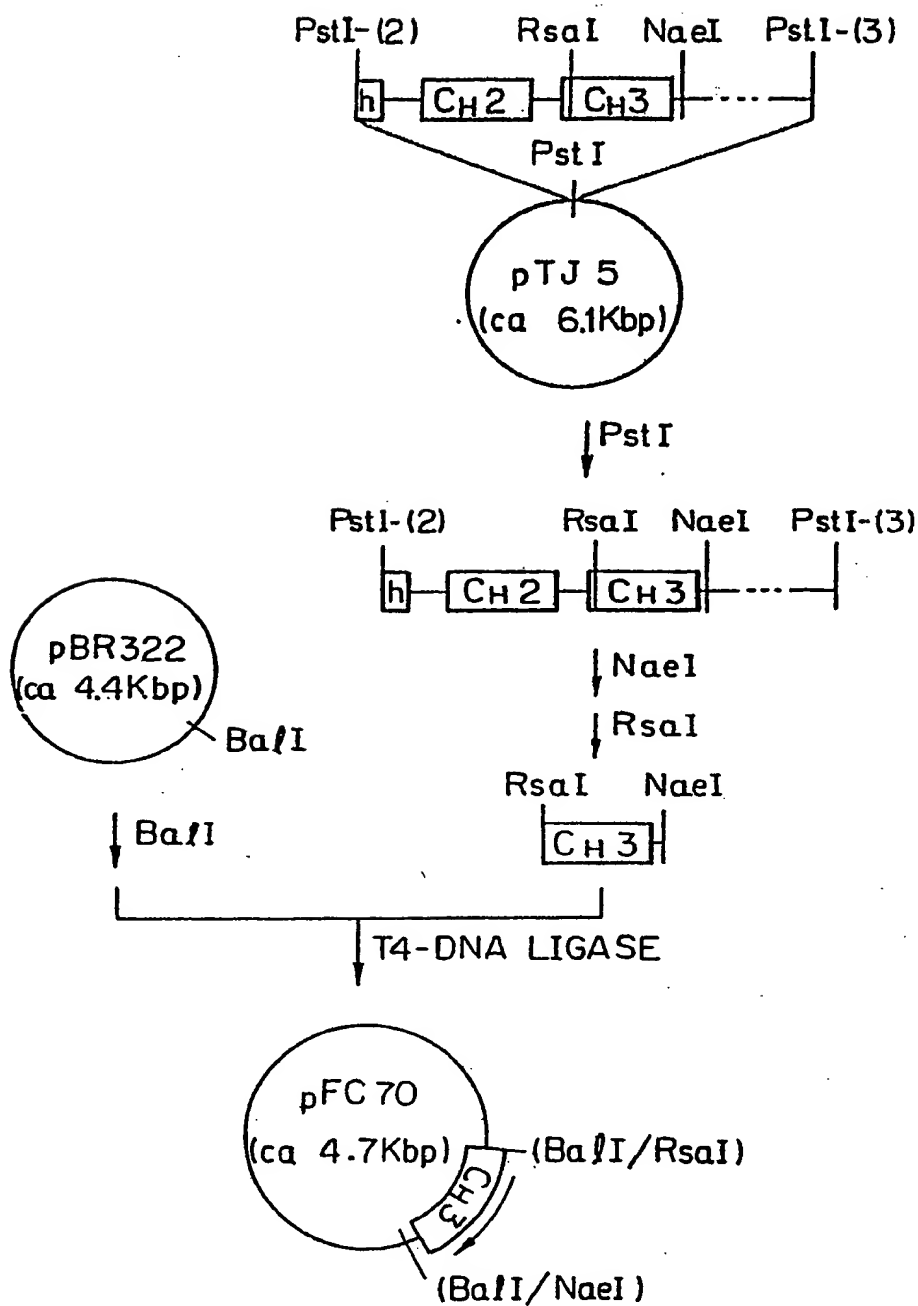 PstI-(2) RsaI NaeI PstI-(3)
h CH2 CH3
PstI
pTJ 5
(ca 6.1Kbp)
PstI
PstI-(2) RsaI NaeI PstI-(3)
h CH2 CH3
pBR322
(ca 4.4Kbp)
BalI
NaeI
RsaI
RsaI NaeI
BalI
CH3
T4-DNA LIGASE
pFC70
(ca 4.7Kbp)
(BalI/RsaI)
CH3
(BalI/NaeI)